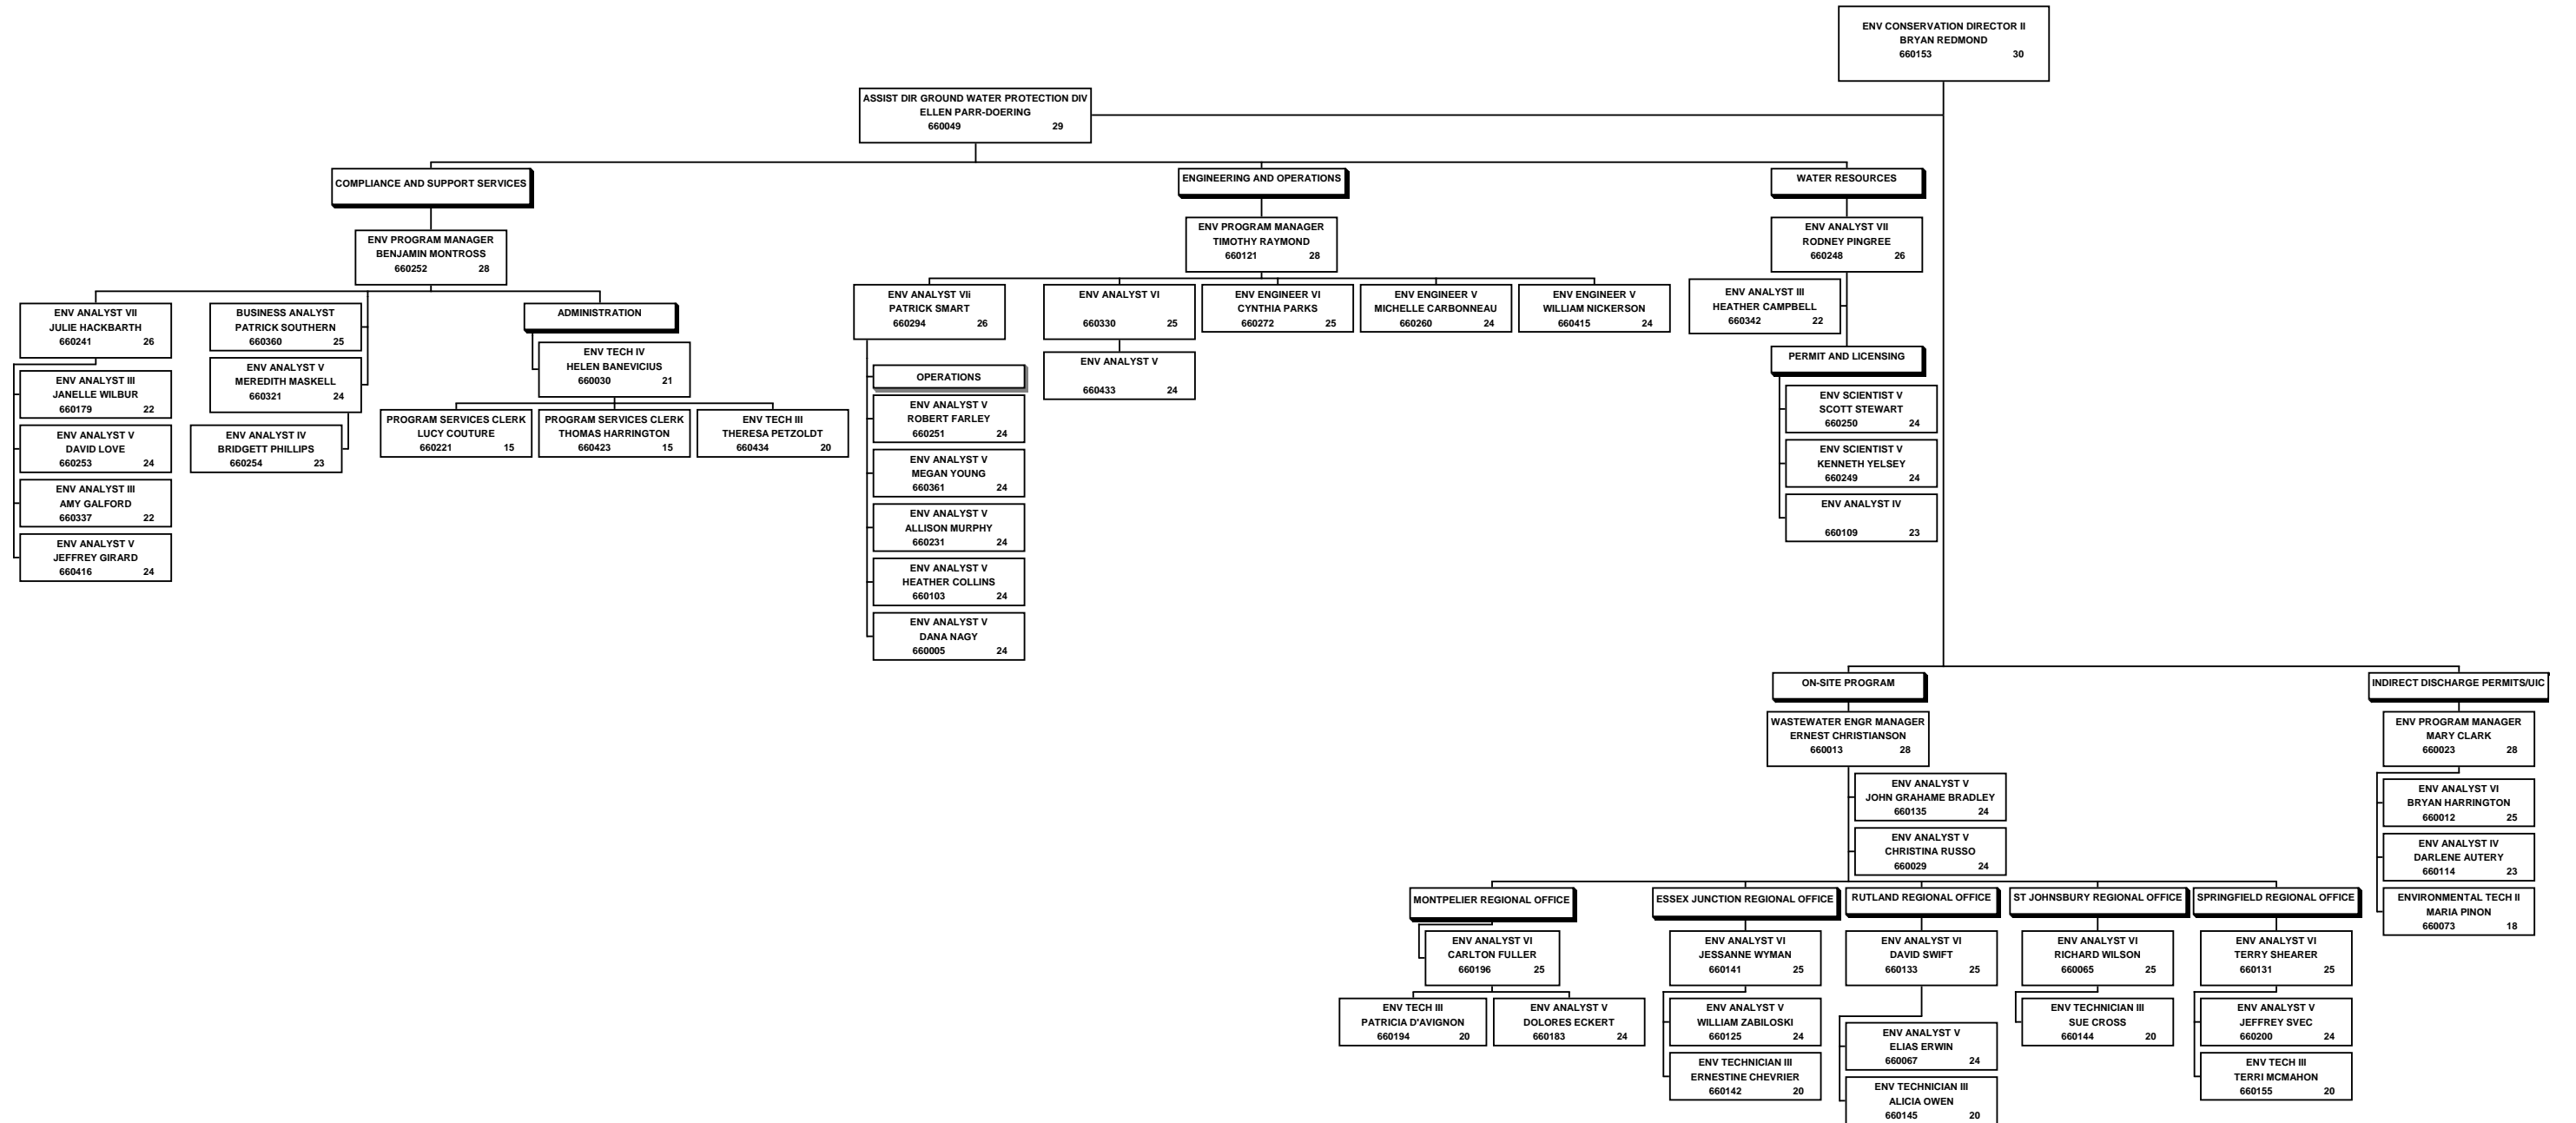 ENV CONSERVATION DIRECTOR II
BRYAN REDMOND
660153 30
ASSIST DIR GROUND WATER PROTECTION DIV
ELLEN PARR-DOERING
660049 29
COMPLIANCE AND SUPPORT SERVICES
ENV PROGRAM MANAGER
BENJAMIN MONTROSS
660252 28
ENV ANALYST VII
JULIE HACKBARTH
660241 26
ENV ANALYST III
JANELLE WILBUR
660179 22
ENV ANALYST V
DAVID LOVE
660253 24
ENV ANALYST III
AMY GALFORD
660337 22
ENV ANALYST V
JEFFREY GIRARD
660416 24
BUSINESS ANALYST
PATRICK SOUTHERN
660360 25
ENV ANALYST V
MEREDITH MASKELL
660321 24
ENV ANALYST IV
BRIDGETT PHILLIPS
660254 23
ADMINISTRATION
ENV TECH IV
HELEN BANEVICIUS
660030 21
PROGRAM SERVICES CLERK
LUCY COUTURE
660221 15
PROGRAM SERVICES CLERK
THOMAS HARRINGTON
660423 15
ENV TECH III
THERESA PETZOLDT
660434 20
ENGINEERING AND OPERATIONS
ENV PROGRAM MANAGER
TIMOTHY RAYMOND
660121 28
ENV ANALYST VIi
PATRICK SMART
660294 26
OPERATIONS
ENV ANALYST V
ROBERT FARLEY
660251 24
ENV ANALYST V
MEGAN YOUNG
660361 24
ENV ANALYST V
ALLISON MURPHY
660231 24
ENV ANALYST V
HEATHER COLLINS
660103 24
ENV ANALYST V
DANA NAGY
660005 24
ENV ANALYST VI
660330 25
ENV ANALYST V
660433 24
ENV ENGINEER VI
CYNTHIA PARKS
660272 25
ENV ENGINEER V
MICHELLE CARBONNEAU
660260 24
ENV ENGINEER V
WILLIAM NICKERSON
660415 24
WATER RESOURCES
ENV ANALYST VII
RODNEY PINGREE
660248 26
ENV ANALYST III
HEATHER CAMPBELL
660342 22
PERMIT AND LICENSING
ENV SCIENTIST V
SCOTT STEWART
660250 24
ENV SCIENTIST V
KENNETH YELSEY
660249 24
ENV ANALYST IV
660109 23
ON-SITE PROGRAM
WASTEWATER ENGR MANAGER
ERNEST CHRISTIANSON
660013 28
ENV ANALYST V
JOHN GRAHAME BRADLEY
660135 24
ENV ANALYST V
CHRISTINA RUSSO
660029 24
MONTPELIER REGIONAL OFFICE
ENV ANALYST VI
CARLTON FULLER
660196 25
ENV TECH III
PATRICIA D'AVIGNON
660194 20
ENV ANALYST V
DOLORES ECKERT
660183 24
ESSEX JUNCTION REGIONAL OFFICE
ENV ANALYST VI
JESSANNE WYMAN
660141 25
ENV ANALYST V
WILLIAM ZABILOSKI
660125 24
ENV TECHNICIAN III
ERNESTINE CHEVRIER
660142 20
RUTLAND REGIONAL OFFICE
ENV ANALYST VI
DAVID SWIFT
660133 25
ENV ANALYST V
ELIAS ERWIN
660067 24
ENV TECHNICIAN III
ALICIA OWEN
660145 20
ST JOHNSBURY REGIONAL OFFICE
ENV ANALYST VI
RICHARD WILSON
660065 25
ENV TECHNICIAN III
SUE CROSS
660144 20
SPRINGFIELD REGIONAL OFFICE
ENV ANALYST VI
TERRY SHEARER
660131 25
ENV ANALYST V
JEFFREY SVEC
660200 24
ENV TECH III
TERRI MCMAHON
660155 20
INDIRECT DISCHARGE PERMITS/UIC
ENV PROGRAM MANAGER
MARY CLARK
660023 28
ENV ANALYST VI
BRYAN HARRINGTON
660012 25
ENV ANALYST IV
DARLENE AUTERY
660114 23
ENVIRONMENTAL TECH II
MARIA PINON
660073 18